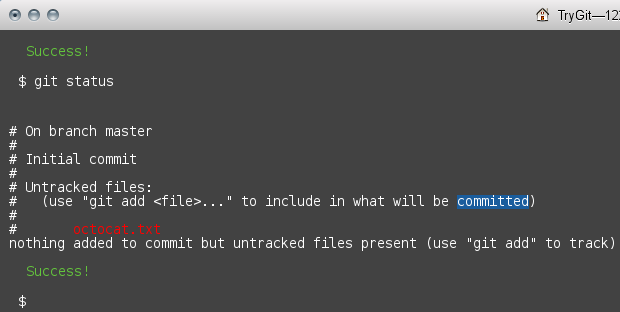 TryGit—122
Success!
$ git status
# On branch master
#
# Initial commit
#
# Untracked files:
#   (use "git add <file>..." to include in what will be committed)
#
#       octocat.txt
nothing added to commit but untracked files present (use "git add" to track)
Success!
$